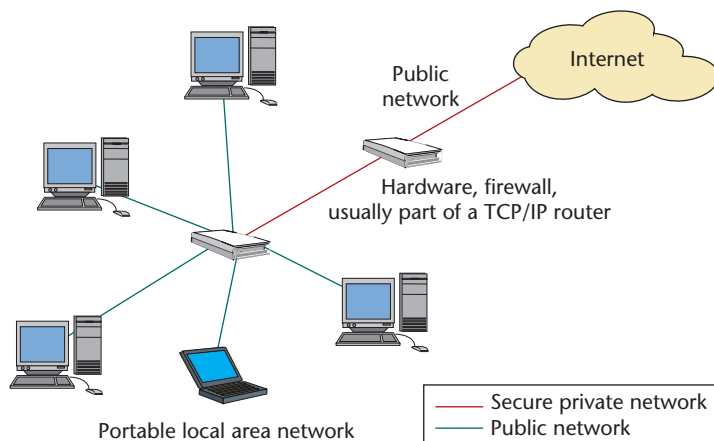 Internet
Public
network
Hardware, firewall,
usually part of a TCP/IP router
Portable local area network
Secure private network
Public network